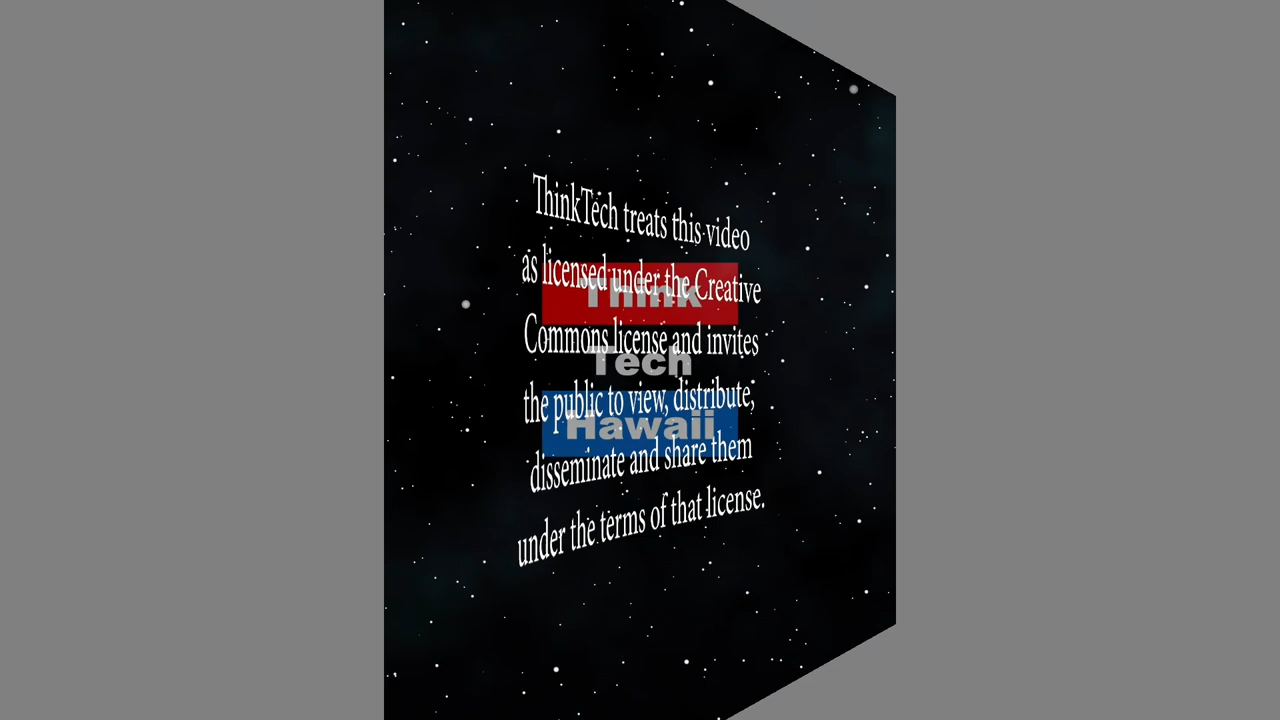 ThinkTech treats this video
as licensed under the Creative
Think
Commons license and invites
Tech
the public to view, distribute,
Hawaii
disseminate and share them
under the terms of that license.